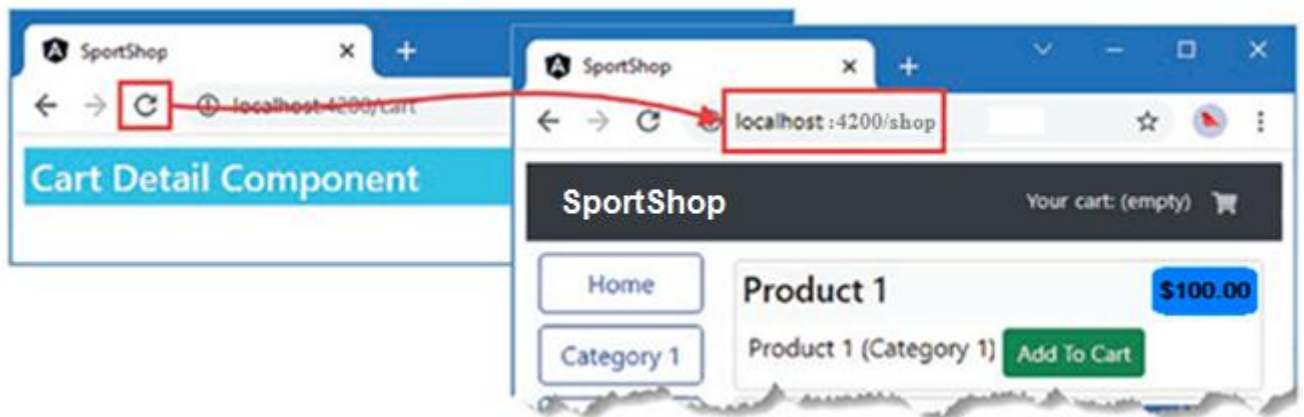 SportShop
localhost:4200/cart
Cart Detail Component
SportShop
localhost :4200/shop
SportShop
Your cart: (empty)
Home
Product 1
$100.00
Category 1
Product 1 (Category 1)
Add To Cart